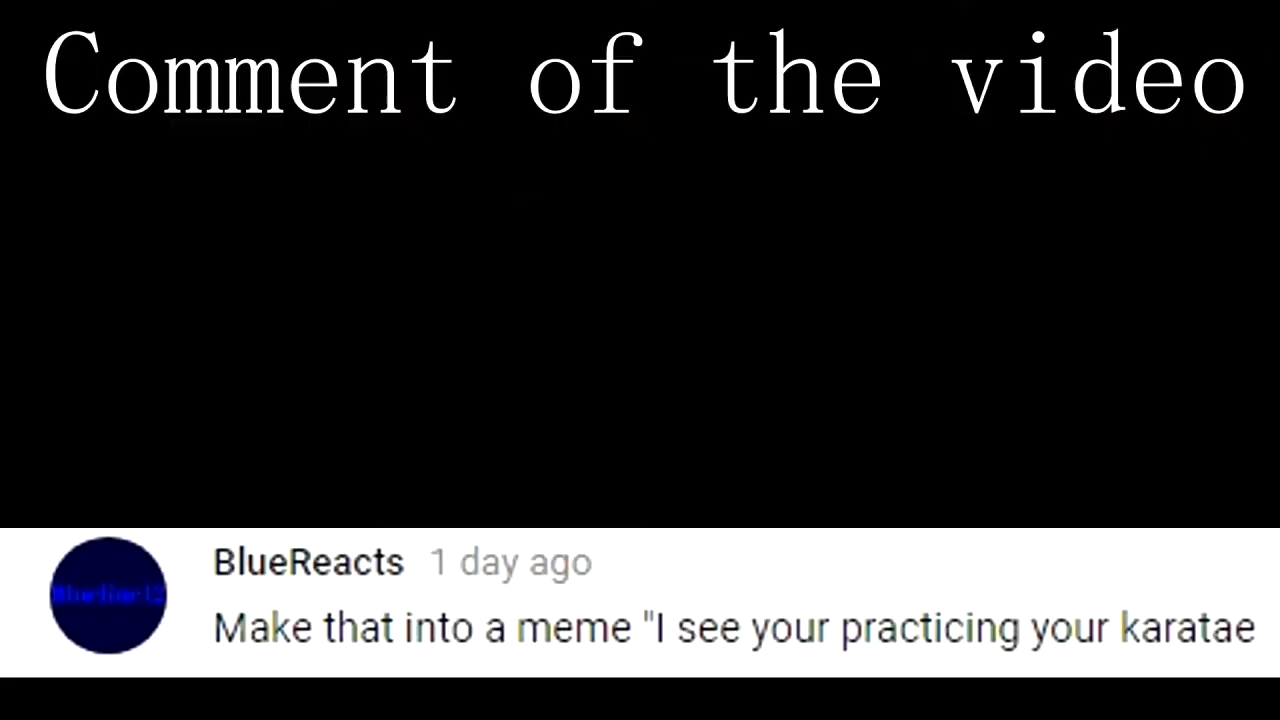 Comment of the video
BlueReacts 1 day ago
Make that into a meme "I see your practicing your karatae